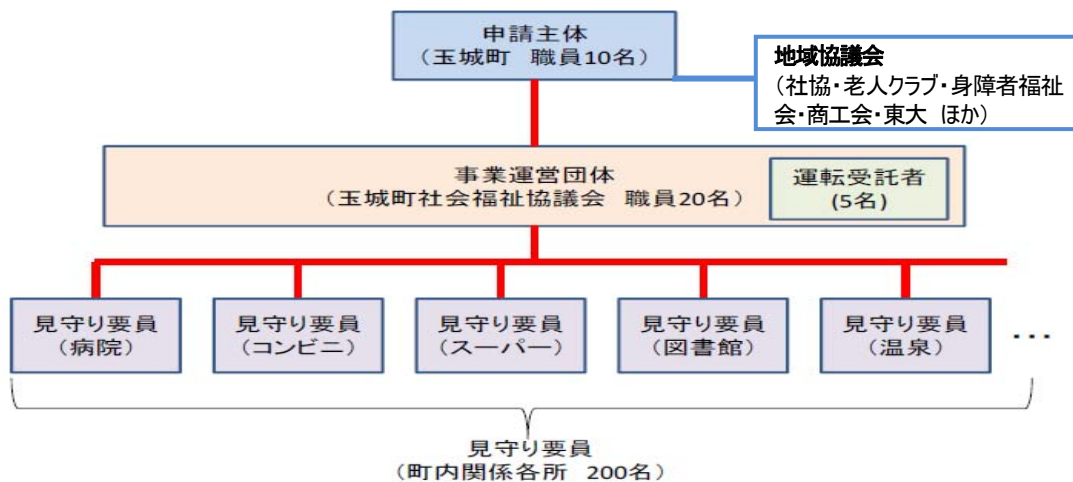 申請主体
（玉城町 職員10名）
地域協議会
（社協・老人クラブ・身障者福祉
会・商工会・東大 ほか）
事業運営団体
（玉城町社会福祉協議会 職員20名）
運転受託者
(5名)
見守り要員
（病院）
見守り要員
（コンビニ）
見守り要員
（スーパー）
見守り要員
（図書館）
見守り要員
（温泉）
・・・
見守り要員
（町内関係各所 200名）